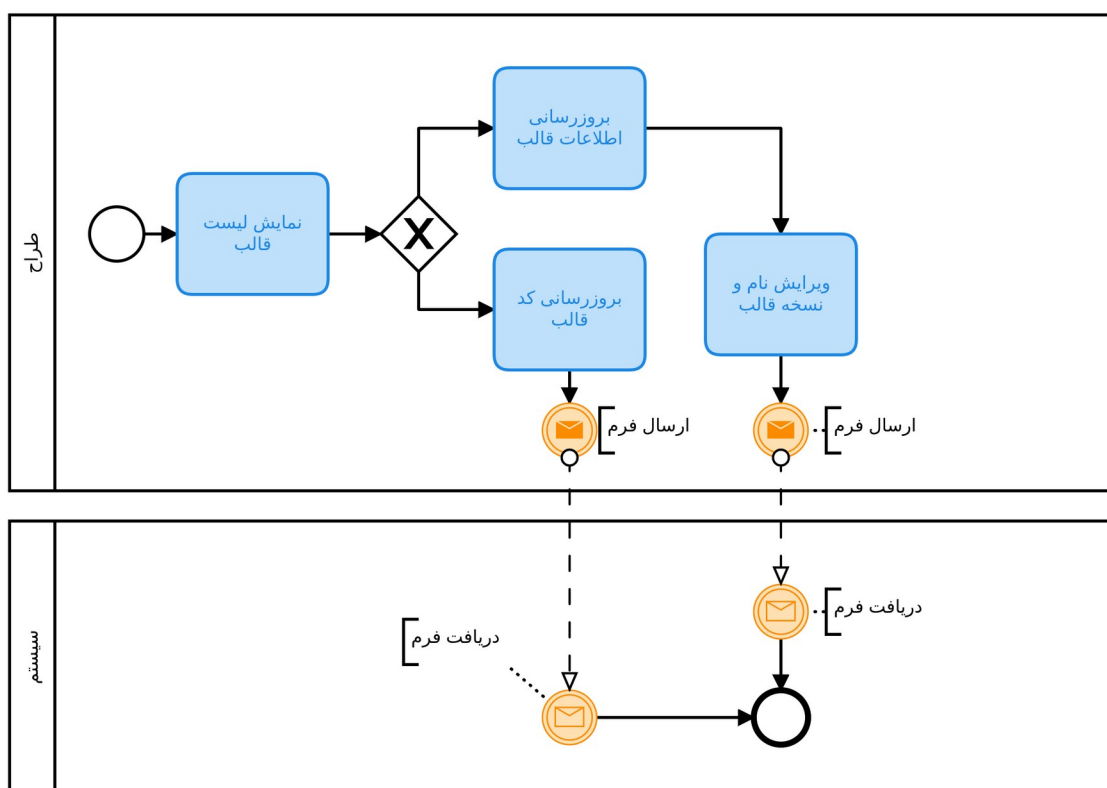 طراح
بروزرسانی
اطلاعات قالب
نمایش لیست
قالب
بروزرسانی کد
قالب
ویرایش نام و
نسخه قالب
ارسال فرم
ارسال فرم
سیستم
دریافت فرم
دریافت فرم